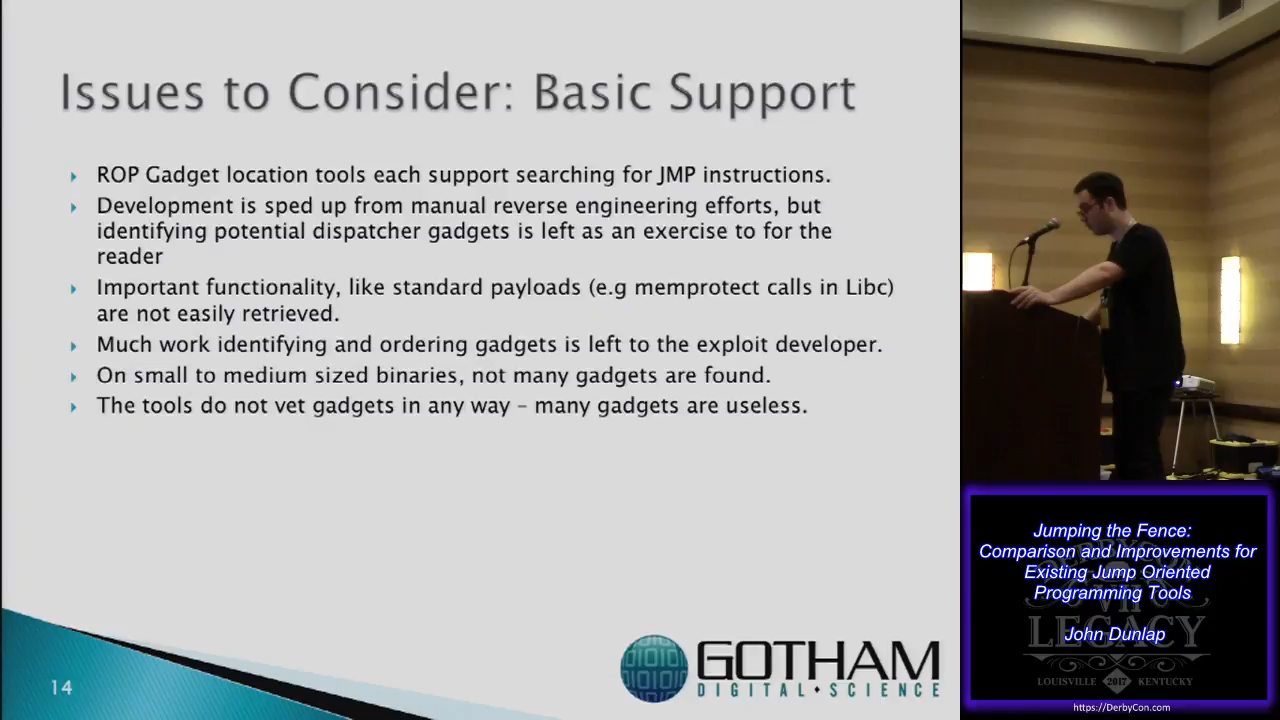 Issues to Consider: Basic Support
ROP Gadget location tools each support searching for JMP instructions.
Development is sped up from manual reverse engineering efforts, but
identifying potential dispatcher gadgets is left as an exercise to for the
reader
Important functionality, like standard payloads (e.g memprotect calls in Libc)
are not easily retrieved.
Much work identifying and ordering gadgets is left to the exploit developer.
On small to medium sized binaries, not many gadgets are found.
The tools do not vet gadgets in any way – many gadgets are useless.
14
GOTHAM
DIGITAL SCIENCE
Jumping the Fence:
Comparison and Improvements for
Existing Jump Oriented
Programming Tools
John Dunlap
DERBYCON
VII
LEGACY
LOUISVILLE 2017 KENTUCKY
https://DerbyCon.com